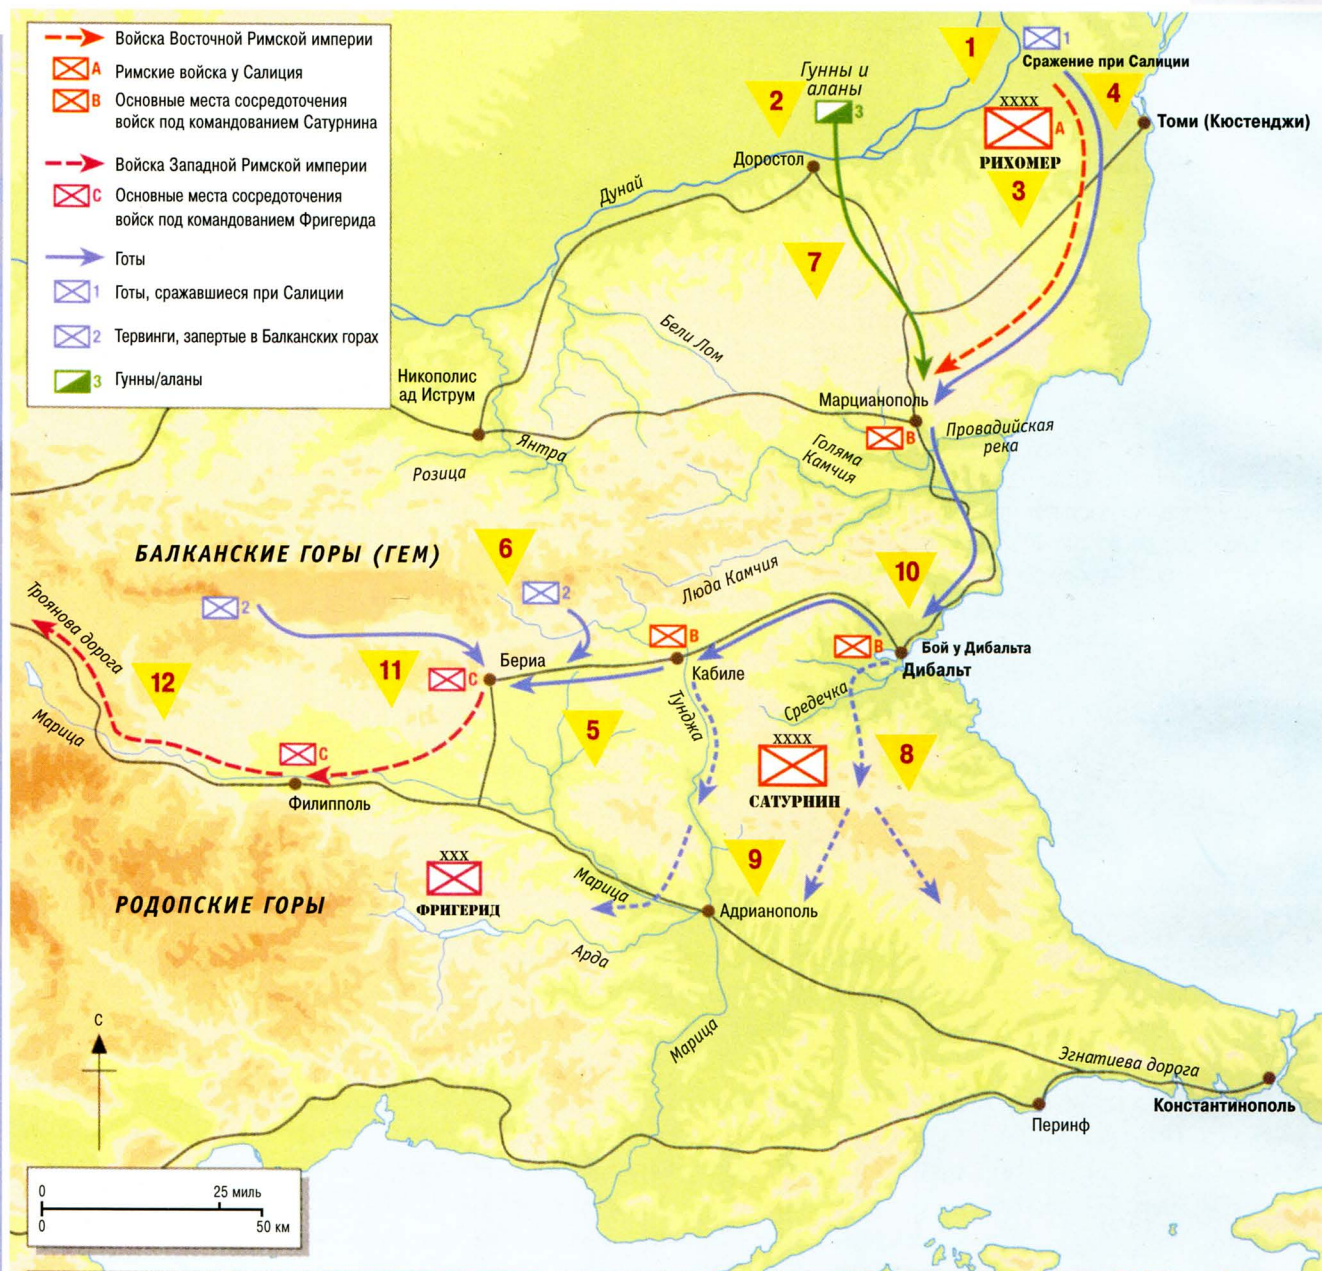 Войска Восточной Римской империи
A Римские войска у Салиция
B Основные места сосредоточения
войск под командованием Сатурнина
Войска Западной Римской империи
C Основные места сосредоточения
войск под командованием Фригерида
Готы
1 Готы, сражавшиеся при Салиции
2 Тервинги, запертые в Балканских горах
3 Гунны/аланы
1
1
Сражение при Салиции
Гунны и
аланы
3
2
4
XXXX
A
РИХОМЕР
Томи (Кюстенджи)
3
Доростол
Дунай
7
Бели Лом
Никополис
ад Иструм
Марцианополь
B
Провадийская
река
Янтра
Розица
Голяма
Камчия
БАЛКАНСКИЕ ГОРЫ (ГЕМ)
6
Люда Камчия
10
2
2
Троянова дорога
B
B
Бой у Дибальта
Дибальт
Бериа
Кабиле
12
11
C
Средечка
Тунджа
Марица
5
8
C
XXXX
САТУРНИН
Филипполь
XXX
ФРИГЕРИД
9
Марица
РОДОПСКИЕ ГОРЫ
Адрианополь
Арда
С
Марица
Эгнатиева дорога
Константинополь
Перинф
0
25 миль
0
50 км